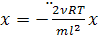 x = − ¨ 2νRT/ml² x